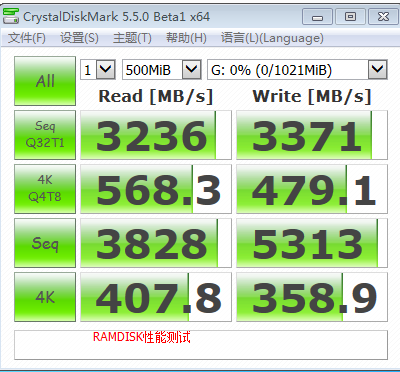 CrystalDiskMark 5.5.0 Beta1 x64
文件(F) 设置(S) 主题(T) 帮助(H) 语言(L)(Language)
All 1 500MiB G: 0% (0/1021MiB)
Read [MB/s] Write [MB/s]
Seq Q32T1 3236 3371
4K Q4T8 568.3 479.1
Seq 3828 5313
4K 407.8 358.9
RAMDISK性能测试